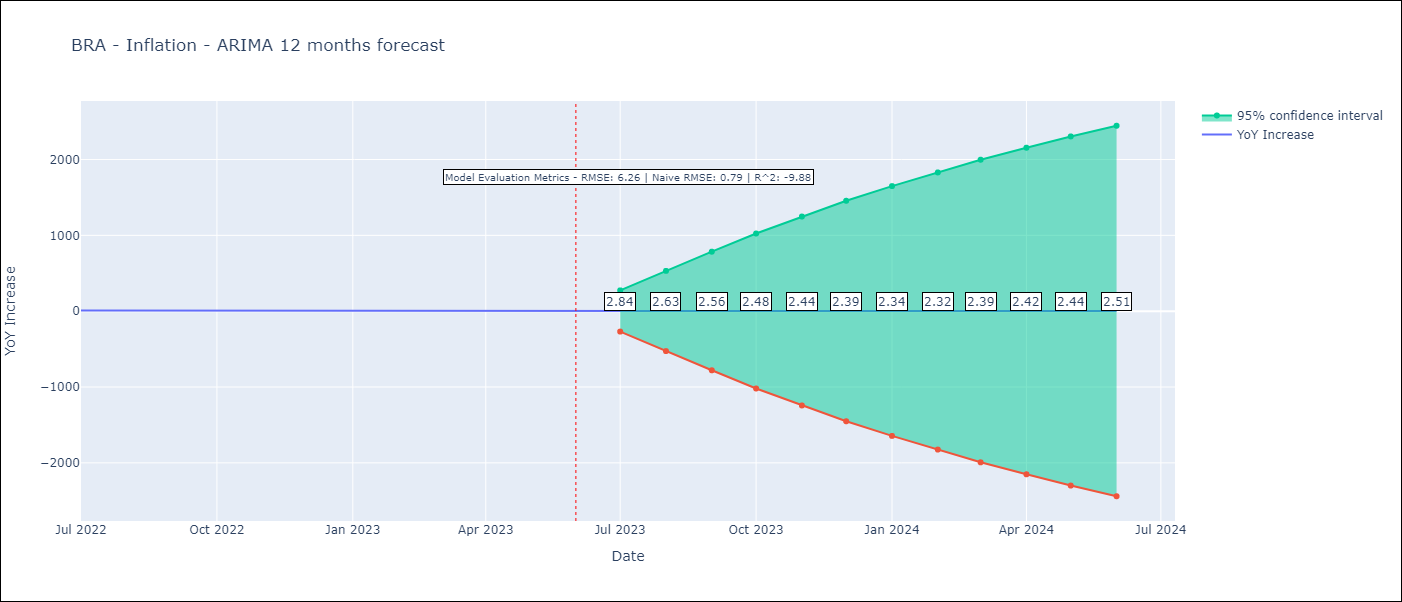 BRA - Inflation - ARIMA 12 months forecast
95% confidence interval
YoY Increase
Model Evaluation Metrics - RMSE: 6.26 | Naive RMSE: 0.79 | R^2: -9.88
2000
1000
0
−1000
−2000
YoY Increase
2.84 2.63 2.56 2.48 2.44 2.39 2.34 2.32 2.39 2.42 2.44 2.51
Jul 2022 Oct 2022 Jan 2023 Apr 2023 Jul 2023 Oct 2023 Jan 2024 Apr 2024 Jul 2024
Date